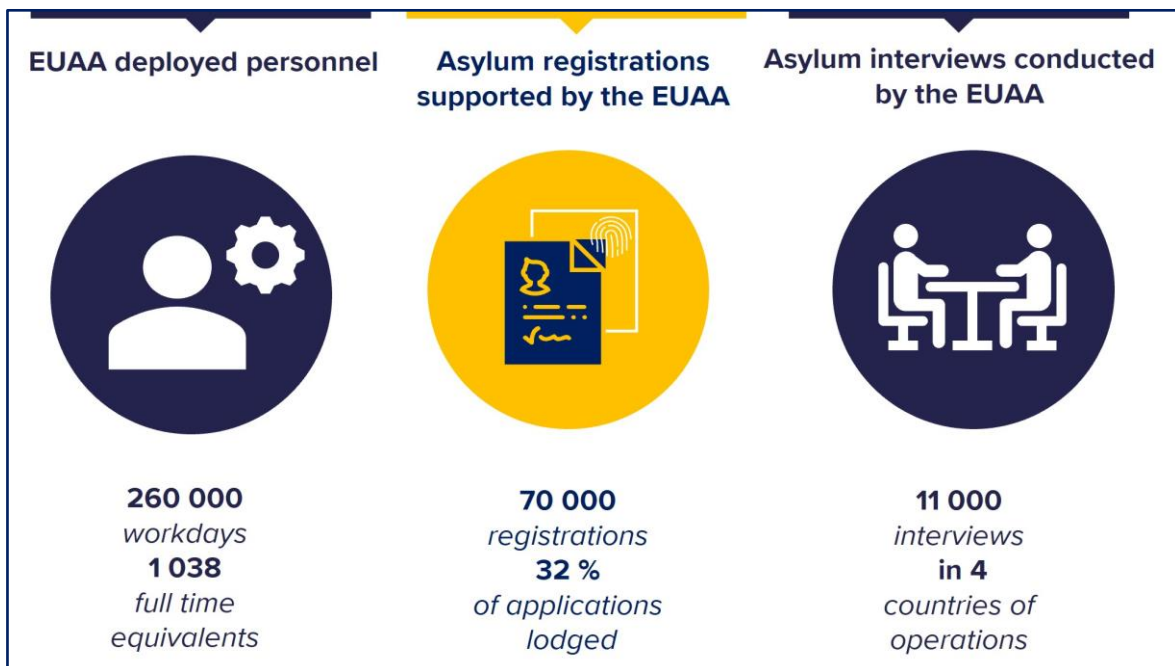 EUAA deployed personnel
260 000
workdays
1 038
full time
equivalents
Asylum registrations
supported by the EUAA
70 000
registrations
32 %
of applications
lodged
Asylum interviews conducted
by the EUAA
11 000
interviews
in 4
countries of
operations